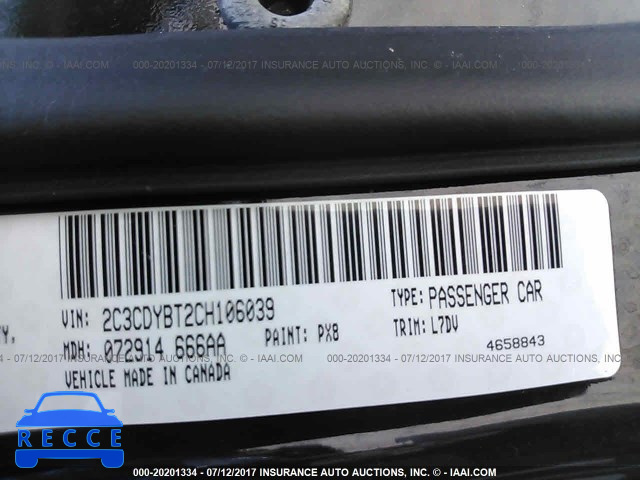 000-20201334 - 07/12/2017 INSURANCE AUTO AUCTIONS, INC. © - IAAI.COM
VIN: 2C3CDYBT2CH106039
TYPE: PASSENGER CAR
MDH: 072914 666AA
PAINT: PX8
TRIM: L7DV
4658843
VEHICLE MADE IN CANADA
000-20201334 - 07/12/2017 INSURANCE AUTO AUCTIONS, INC. © - IAAI.COM
RECCE
000-20201334 - 07/12/2017 INSURANCE AUTO AUCTIONS, INC. © - IAAI.COM